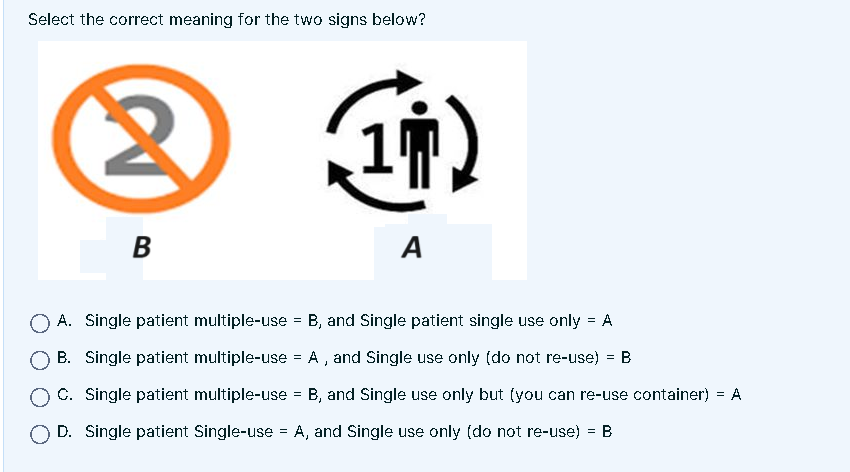 Select the correct meaning for the two signs below?
2
1
B
A
A. Single patient multiple-use = B, and Single patient single use only = A
B. Single patient multiple-use = A , and Single use only (do not re-use) = B
C. Single patient multiple-use = B, and Single use only but (you can re-use container) = A
D. Single patient Single-use = A, and Single use only (do not re-use) = B